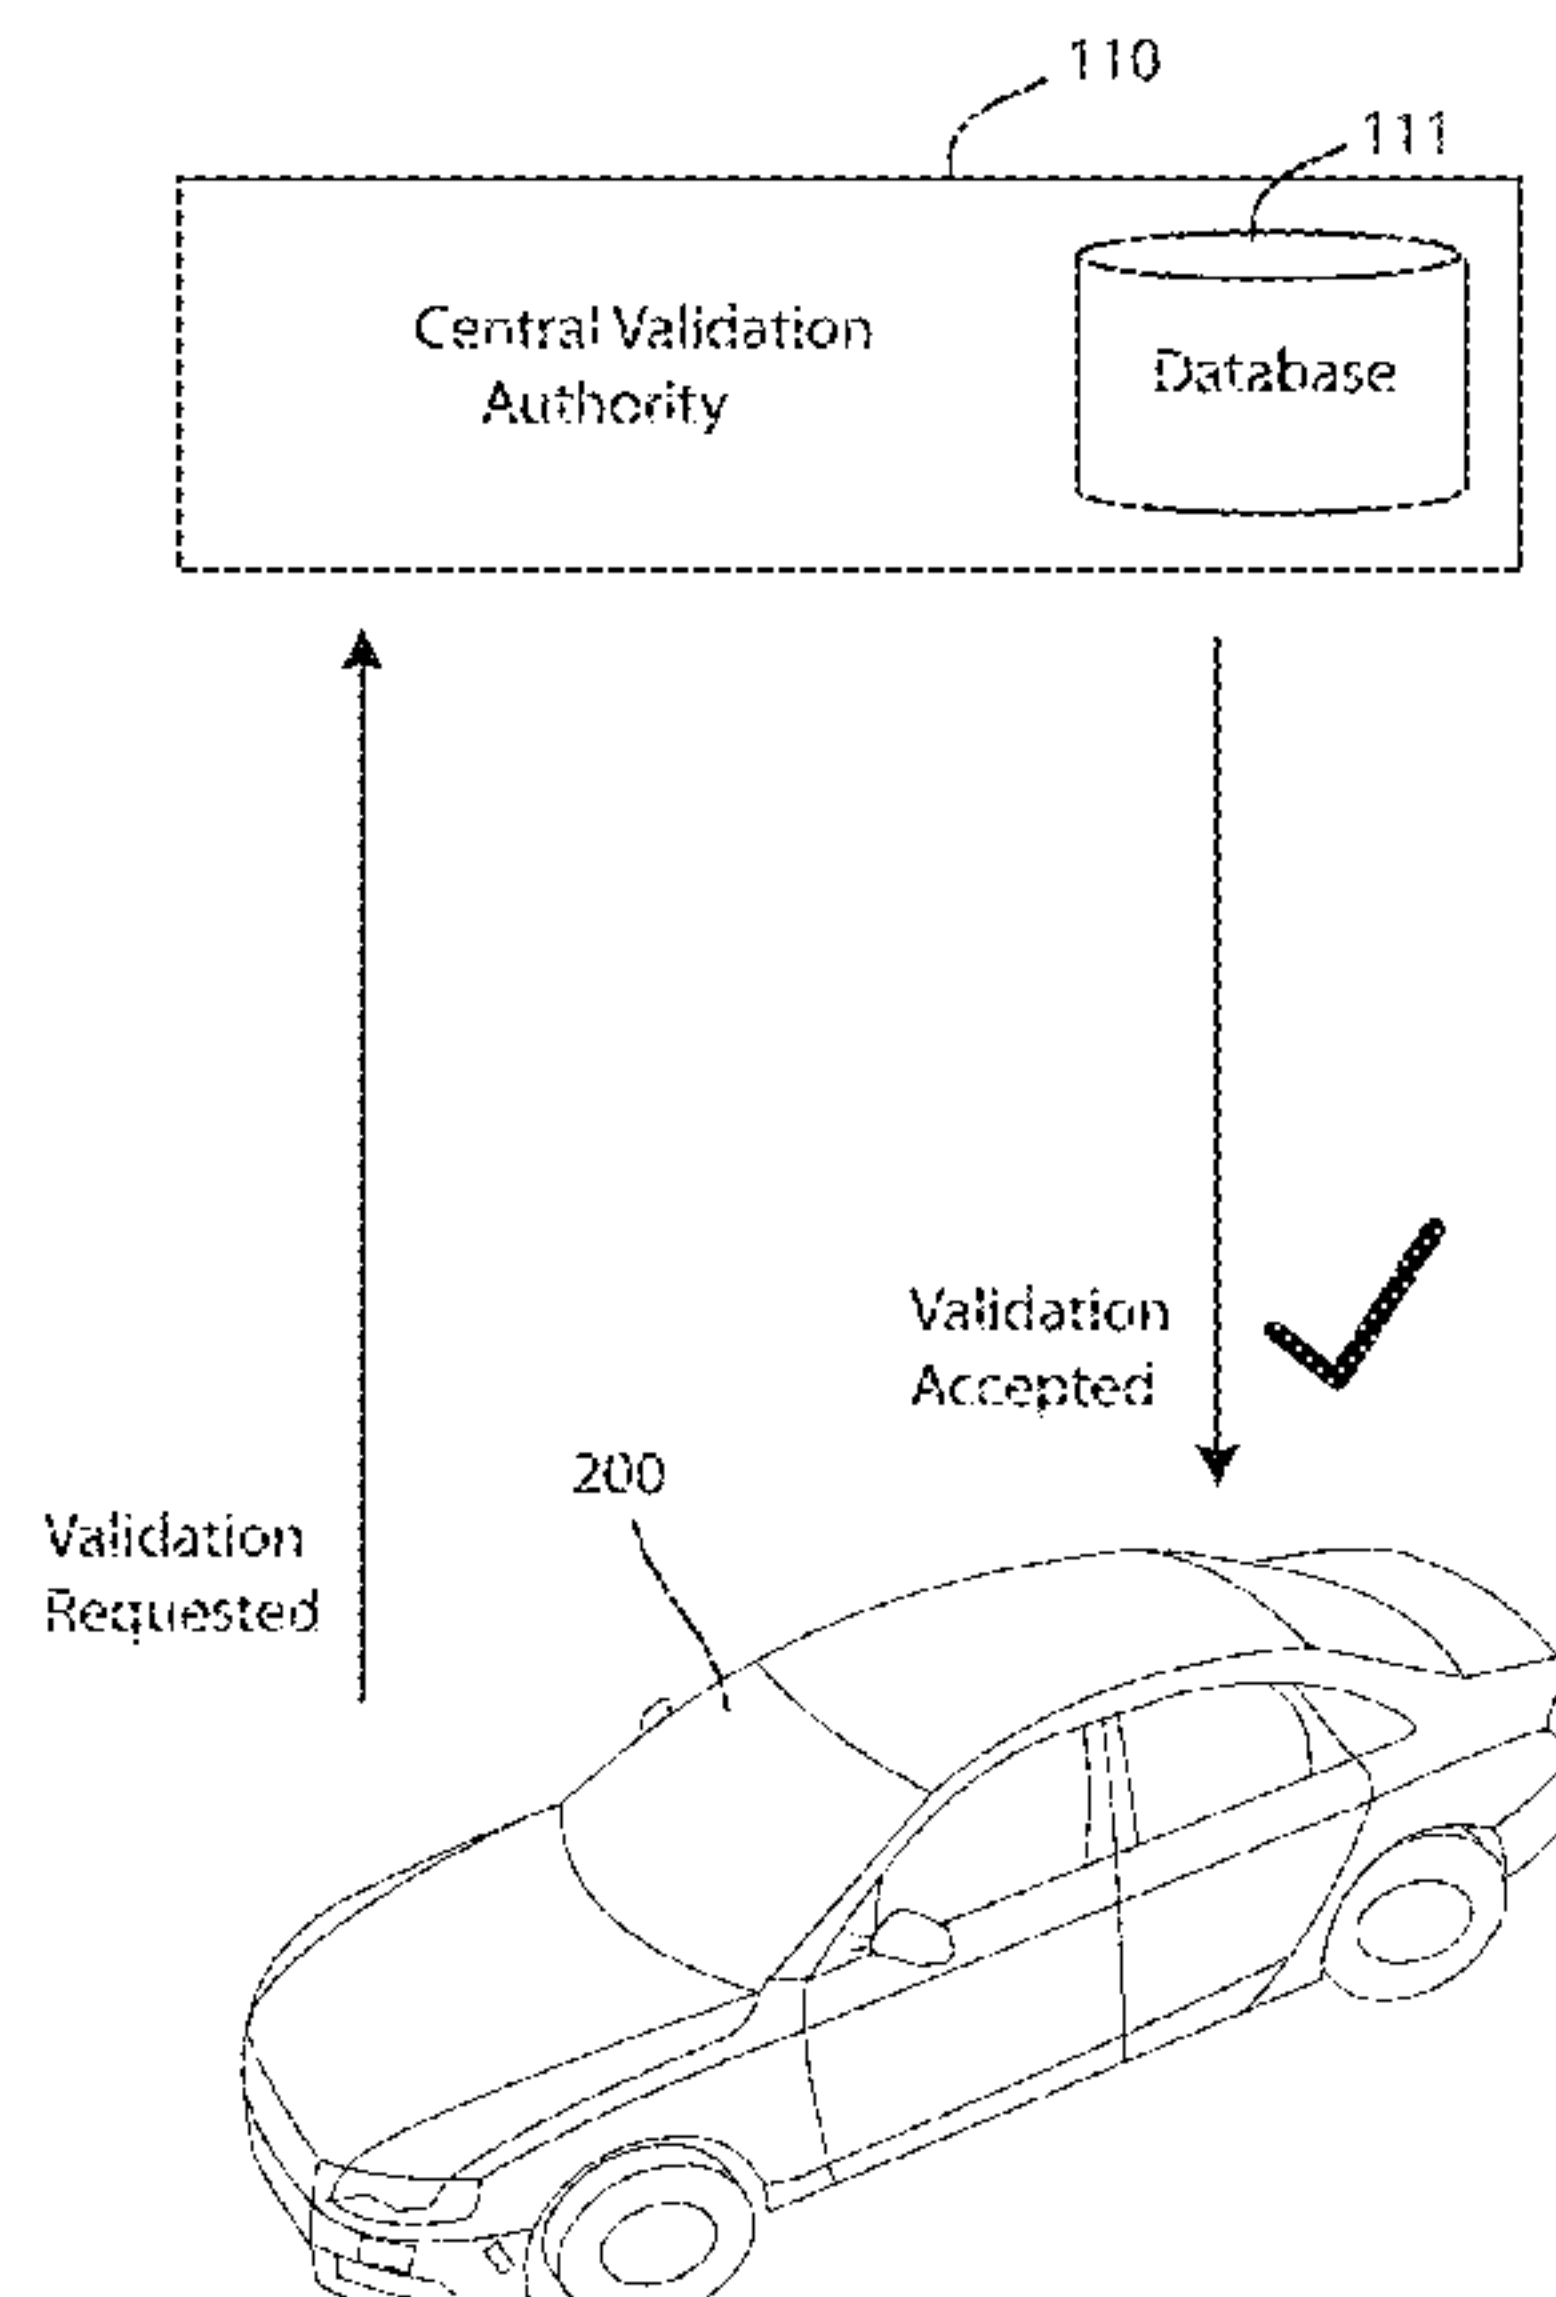 110
111
Central Validation
Authority
Database
Validation
Accepted
200
Validation
Requested